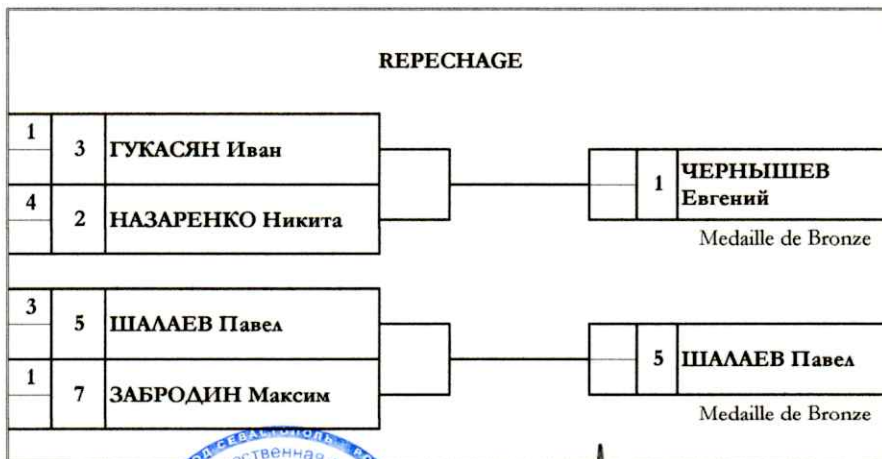 REPECHAGE
1
3 ГУКАСЯН Иван
4
2 НАЗАРЕНКО Никита
1 ЧЕРНЫШЕВ
Евгений
Medaille de Bronze
3
5 ШАЛАЕВ Павел
1
7 ЗАБРОДИН Максим
5 ШАЛАЕВ Павел
Medaille de Bronze
СЕВАСТОПОЛЬ